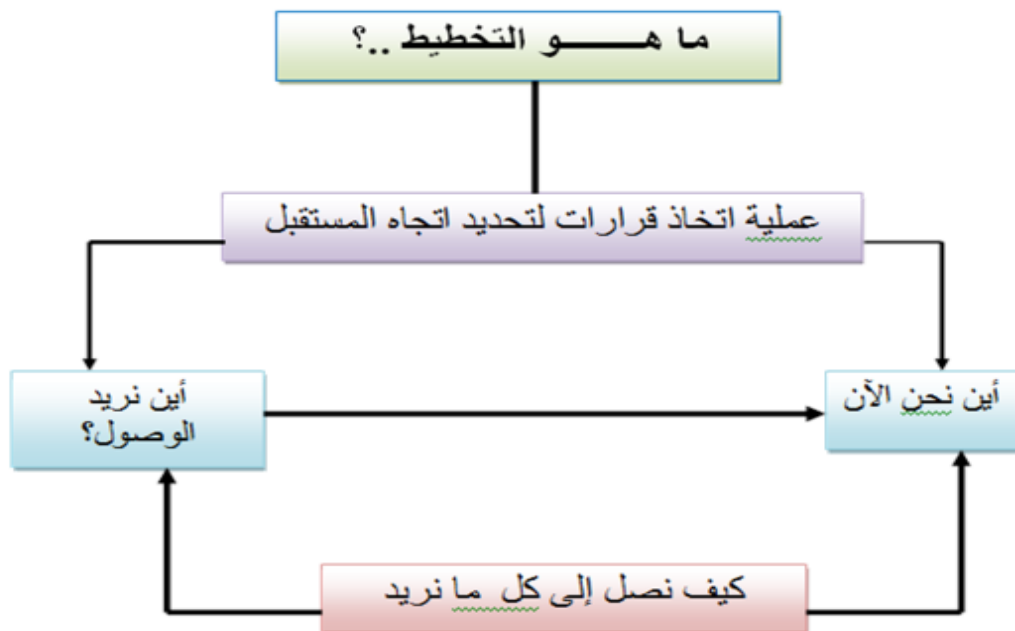 ما هـــــو التخطيط ..؟
عملية اتخاذ قرارات لتحديد اتجاه المستقبل
أين نحن الآن
أين نريد
الوصول؟
كيف نصل إلى كل ما نريد